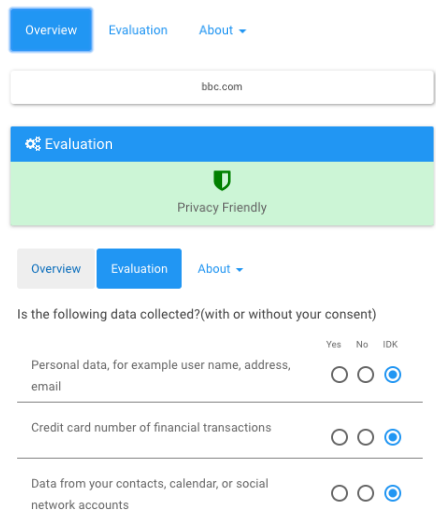 Overview Evaluation About
bbc.com
Evaluation
Privacy Friendly
Overview Evaluation About
Is the following data collected?(with or without your consent)
Yes No IDK
Personal data, for example user name, address,
email
Credit card number of financial transactions
Data from your contacts, calendar, or social
network accounts